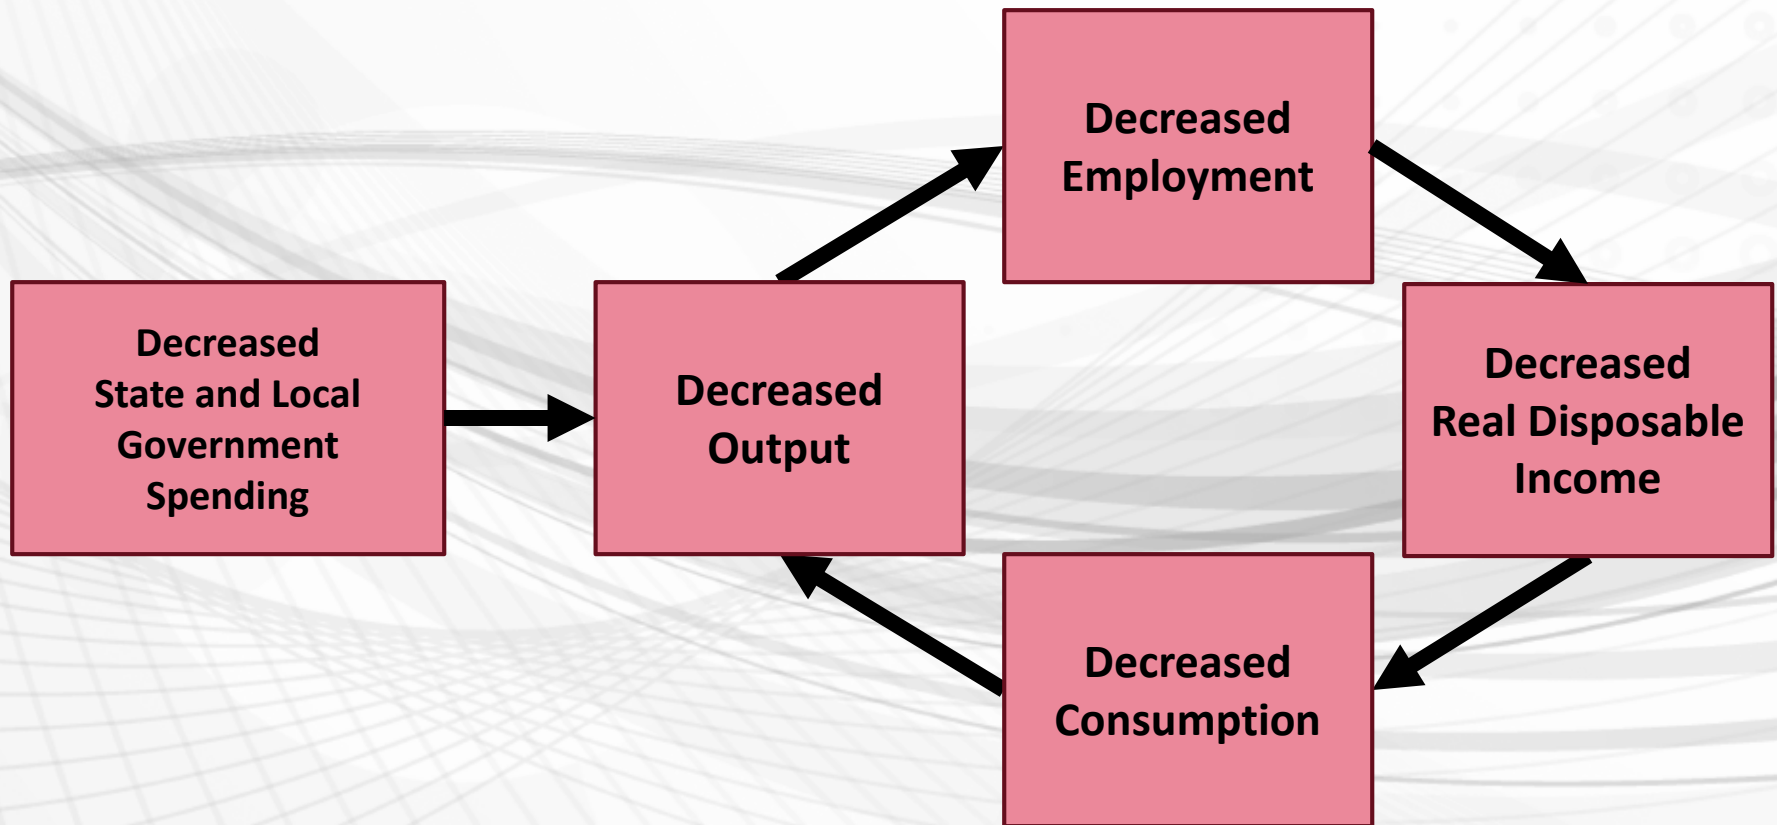 Decreased
State and Local
Government
Spending
Decreased
Output
Decreased
Employment
Decreased
Real Disposable
Income
Decreased
Consumption